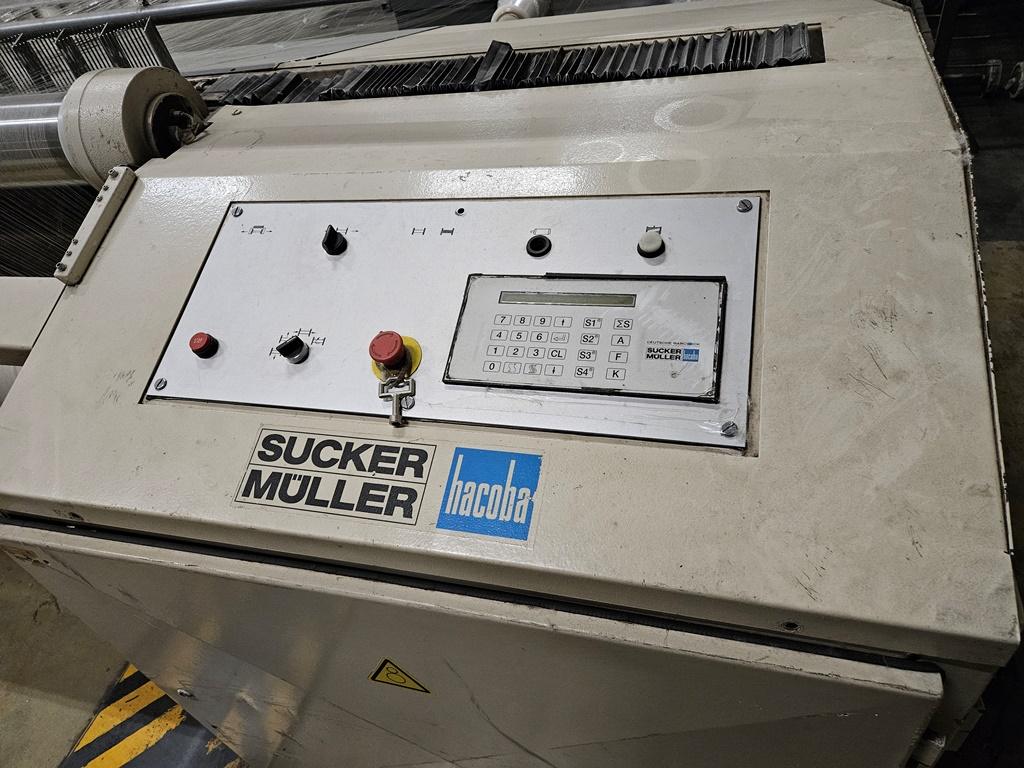 7 8 9 S1 ΣS
4 5 6 S2 A
1 2 3 CL S3 F
0 S4 K
SUCKER
MÜLLER
hacoba
SUCKER
MÜLLER
hacoba